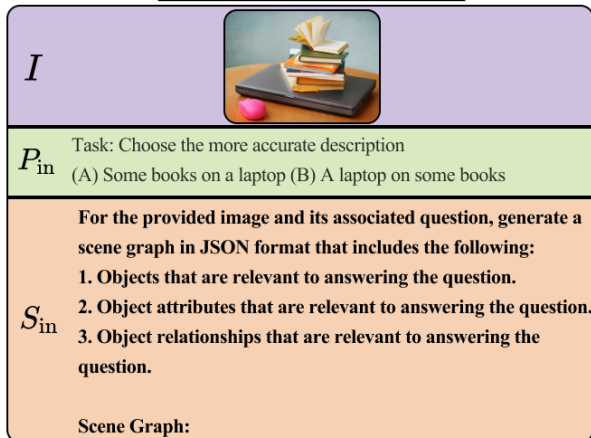 I
P_in
Task: Choose the more accurate description
(A) Some books on a laptop (B) A laptop on some books
S_in
For the provided image and its associated question, generate a
scene graph in JSON format that includes the following:
1. Objects that are relevant to answering the question.
2. Object attributes that are relevant to answering the question.
3. Object relationships that are relevant to answering the
question.
Scene Graph: